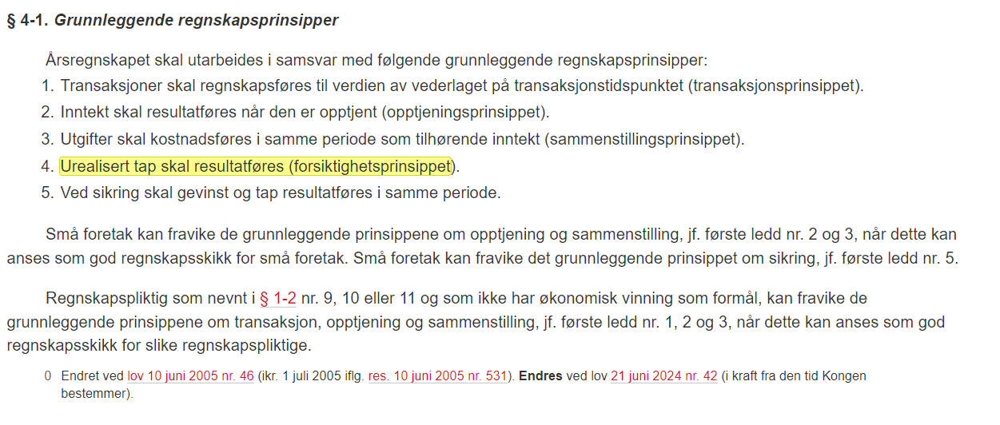 § 4-1. Grunnleggende regnskapsprinsipper
Årsregnskapet skal utarbeides i samsvar med følgende grunnleggende regnskapsprinsipper:
1. Transaksjoner skal regnskapsføres til verdien av vederlaget på transaksjonstidspunktet (transaksjonsprinsippet).
2. Inntekt skal resultatføres når den er opptjent (opptjeningsprinsippet).
3. Utgifter skal kostnadsføres i samme periode som tilhørende inntekt (sammenstillingsprinsippet).
4. Urealisert tap skal resultatføres (forsiktighetsprinsippet).
5. Ved sikring skal gevinst og tap resultatføres i samme periode.
Små foretak kan fravike de grunnleggende prinsippene om opptjening og sammenstilling, jf. første ledd nr. 2 og 3, når dette kan
anses som god regnskapsskikk for små foretak. Små foretak kan fravike det grunnleggende prinsippet om sikring, jf. første ledd nr. 5.
Regnskapspliktig som nevnt i § 1-2 nr. 9, 10 eller 11 og som ikke har økonomisk vinning som formål, kan fravike de
grunnleggende prinsippene om transaksjon, opptjening og sammenstilling, jf. første ledd nr. 1, 2 og 3, når dette kan anses som god
regnskapsskikk for slike regnskapspliktige.
0 Endret ved lov 10 juni 2005 nr. 46 (ikr. 1 juli 2005 iflg. res. 10 juni 2005 nr. 531). Endres ved lov 21 juni 2024 nr. 42 (i kraft fra den tid Kongen
bestemmer).